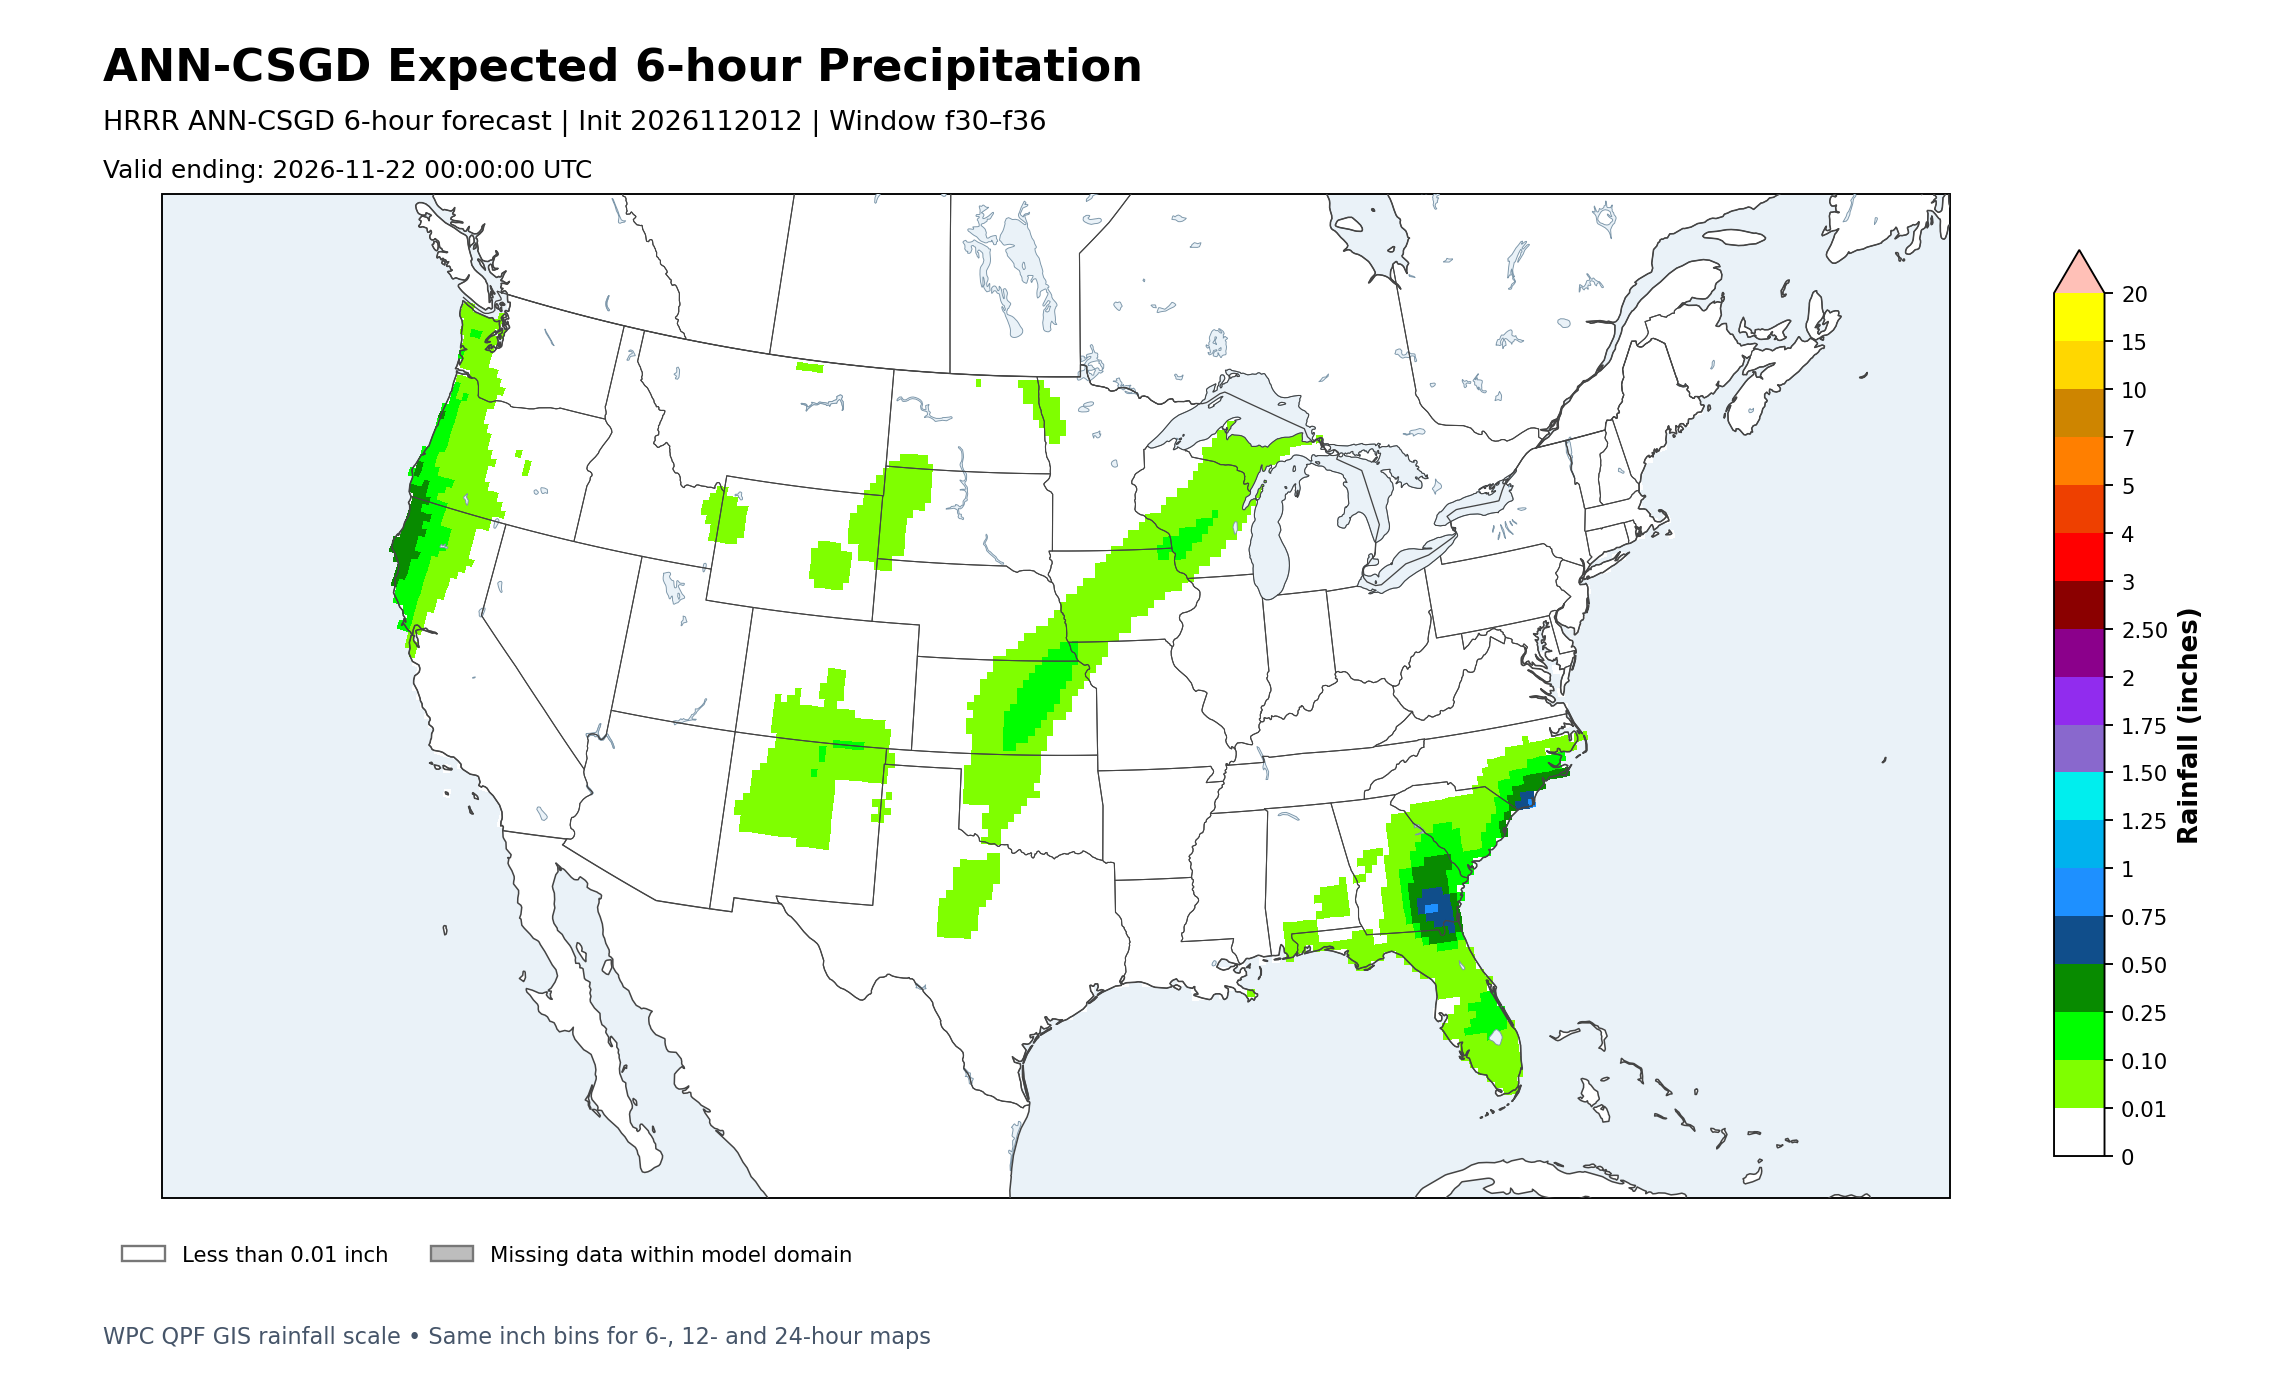 ANN-CSGD Expected 6-hour Precipitation
HRRR ANN-CSGD 6-hour forecast | Init 2026112012 | Window f30–f36
Valid ending: 2026-11-22 00:00:00 UTC
20
15
10
7
5
4
3
2.50
2
1.75
1.50
1.25
1
0.75
0.50
0.25
0.10
0.01
0
Rainfall (inches)
Less than 0.01 inch
Missing data within model domain
WPC QPF GIS rainfall scale • Same inch bins for 6-, 12- and 24-hour maps